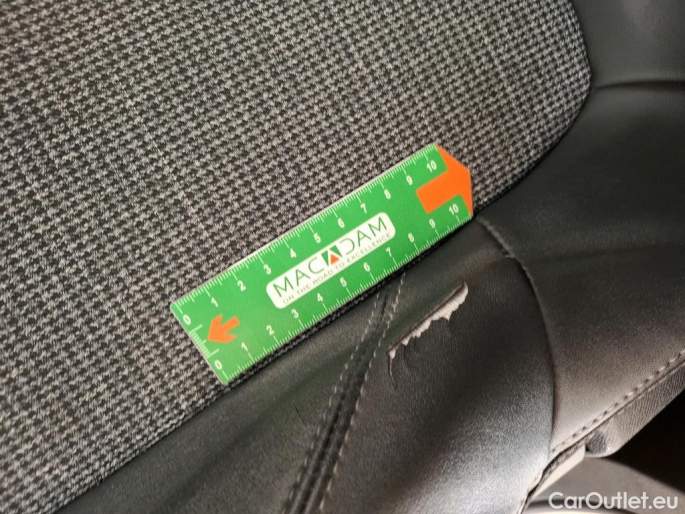 0 1 2 3 4 5 6 7 8 9 10
MACADAM
ON THE ROAD TO EXCELLENCE
0 1 2 3 4 5 6 7 8 9 10
CarOutlet.eu